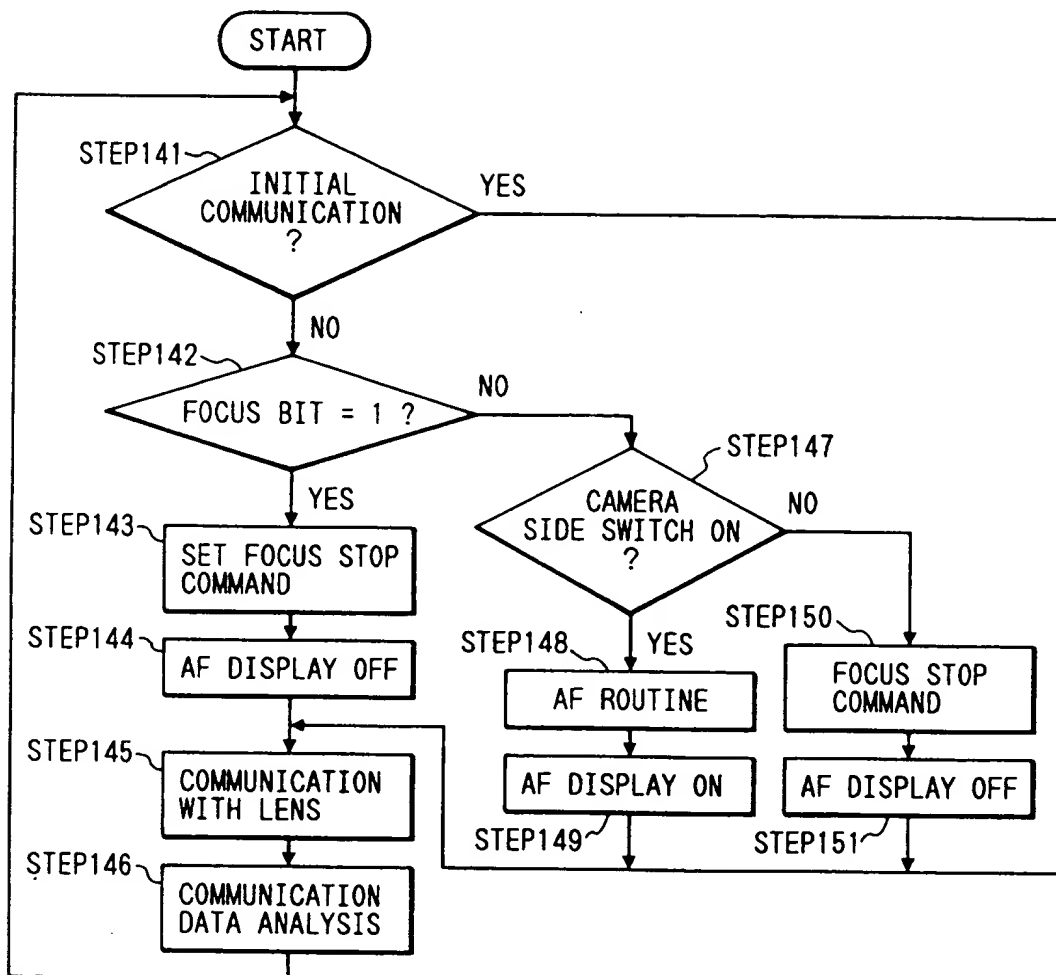 START
STEP141
INITIAL
COMMUNICATION
?
YES
NO
STEP142
FOCUS BIT = 1 ?
NO
YES
STEP147
CAMERA
SIDE SWITCH ON
?
NO
YES
STEP143
SET FOCUS STOP
COMMAND
STEP144
AF DISPLAY OFF
STEP148
AF ROUTINE
STEP150
FOCUS STOP
COMMAND
STEP145
COMMUNICATION
WITH LENS
AF DISPLAY ON
STEP149
AF DISPLAY OFF
STEP151
STEP146
COMMUNICATION
DATA ANALYSIS